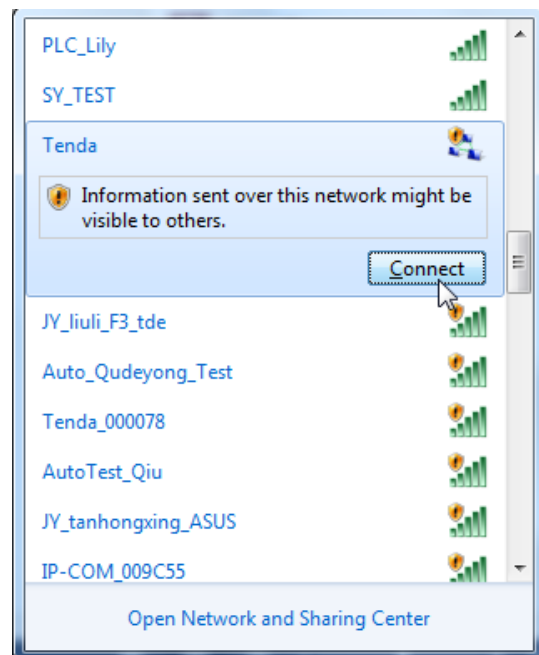 PLC_Lily
SY_TEST
Tenda
Information sent over this network might be
visible to others.
Connect
JY_liuli_F3_tde
Auto_Qudeyong_Test
Tenda_000078
AutoTest_Qiu
JY_tanhongxing_ASUS
IP-COM_009C55
Open Network and Sharing Center